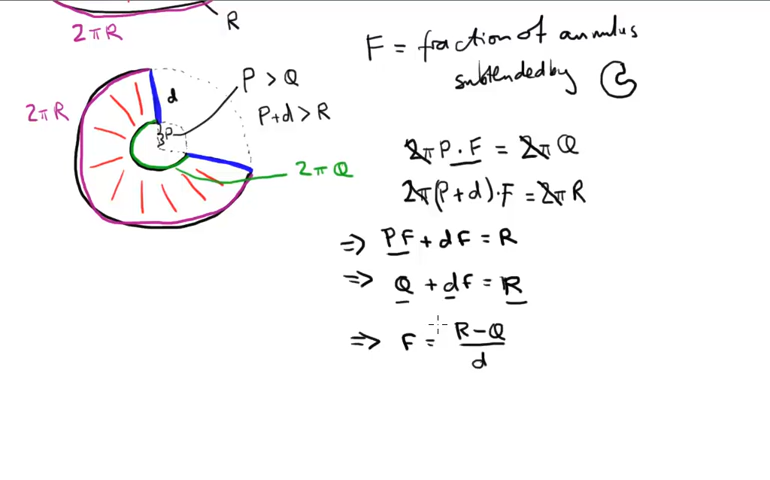 2πR
R
F = fraction of annulus
subtended by
P > Q
d
P+d > R
2πR
P
2πQ
2πP·F = 2πQ
2π(P+d)·F = 2πR
⇒ PF + dF = R
⇒ Q + dF = R
⇒ F = R-Q
d